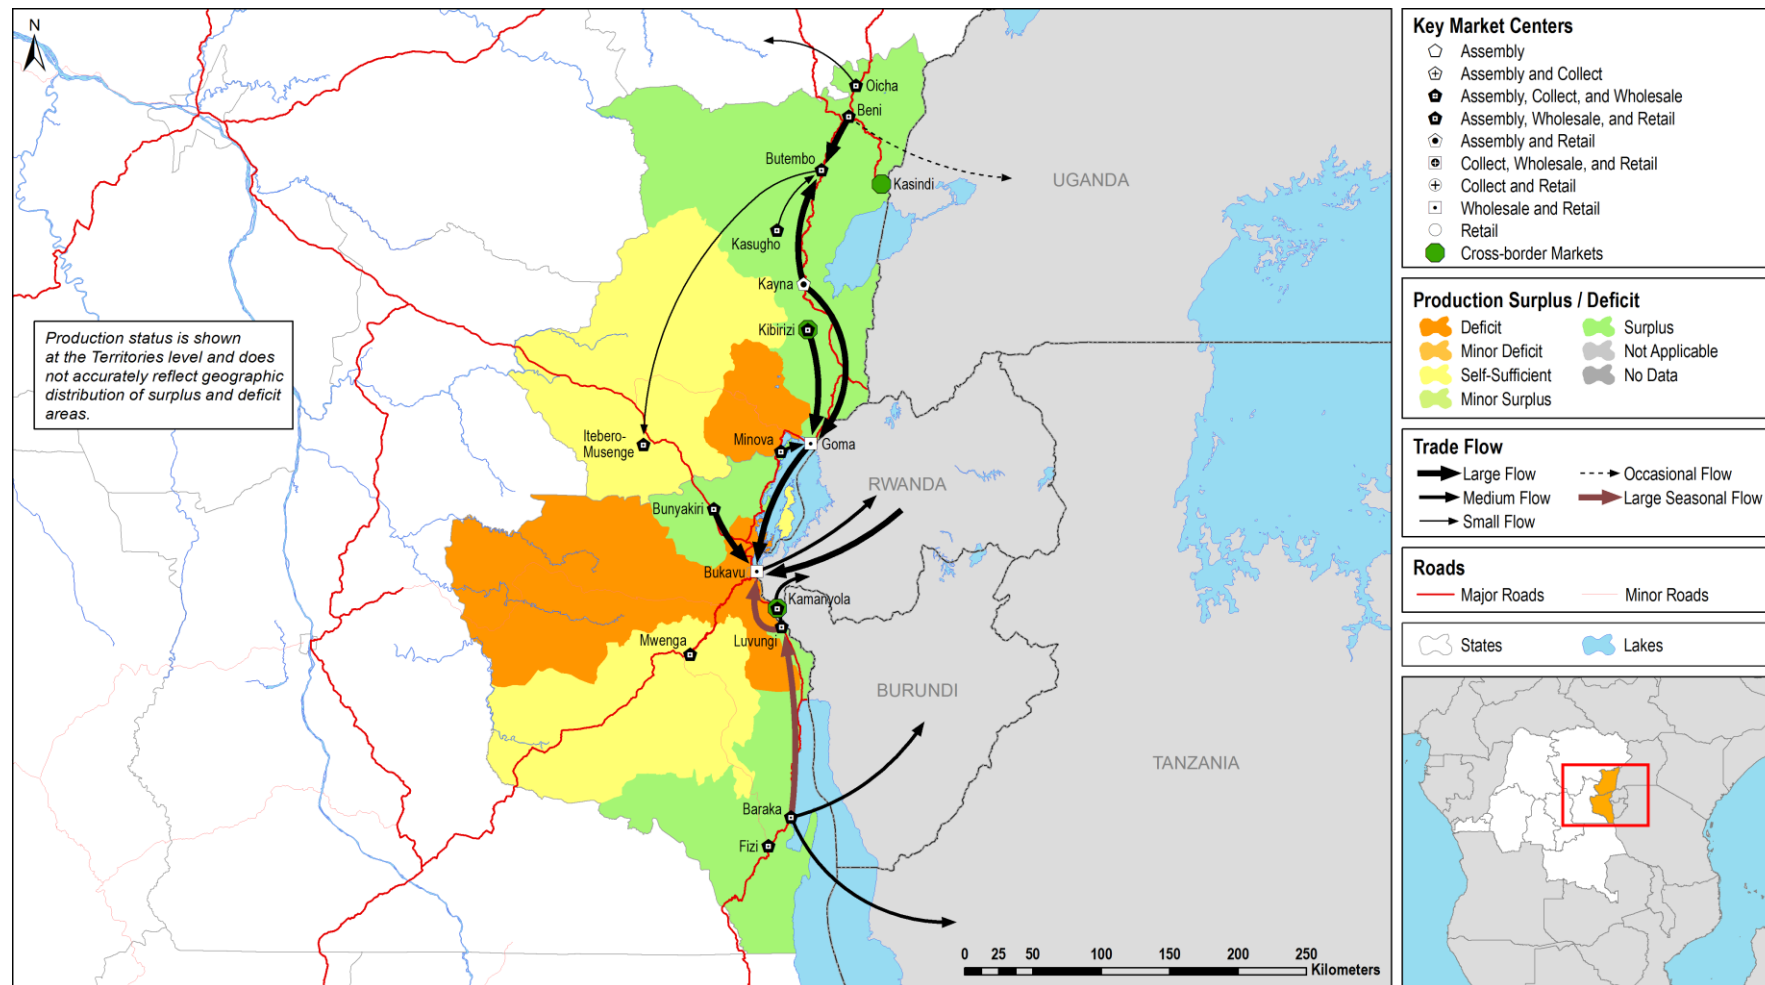 N
Oicha
Beni
Butembo
Kasindi
UGANDA
Kasugho
Kayna
Kibirizi
Production status is shown
at the Territories level and does
not accurately reflect geographic
distribution of surplus and deficit
areas.
Itebero-
Musenge
Minova
Goma
RWANDA
Bunyakiri
Bukavu
Kamanyola
Luvungi
Mwenga
BURUNDI
TANZANIA
Baraka
Fizi
0 25 50 100 150 200 250
Kilometers
Key Market Centers
Assembly
Assembly and Collect
Assembly, Collect, and Wholesale
Assembly, Wholesale, and Retail
Assembly and Retail
Collect, Wholesale, and Retail
Collect and Retail
Wholesale and Retail
Retail
Cross-border Markets
Production Surplus / Deficit
Deficit
Minor Deficit
Self-Sufficient
Minor Surplus
Surplus
Not Applicable
No Data
Trade Flow
Large Flow
Medium Flow
Small Flow
Occasional Flow
Large Seasonal Flow
Roads
Major Roads
Minor Roads
States
Lakes